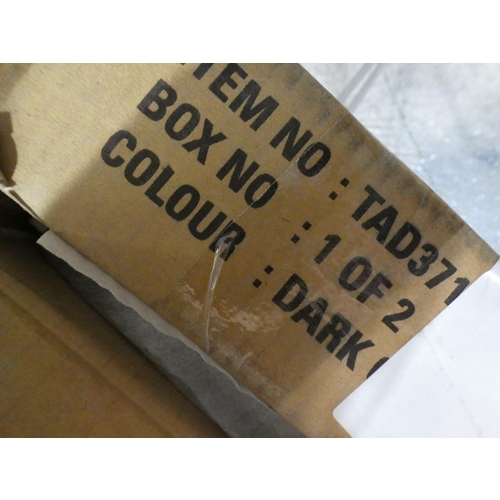 ITEM NO : TAD371
BOX NO : 1 OF 2
COLOUR : DARK